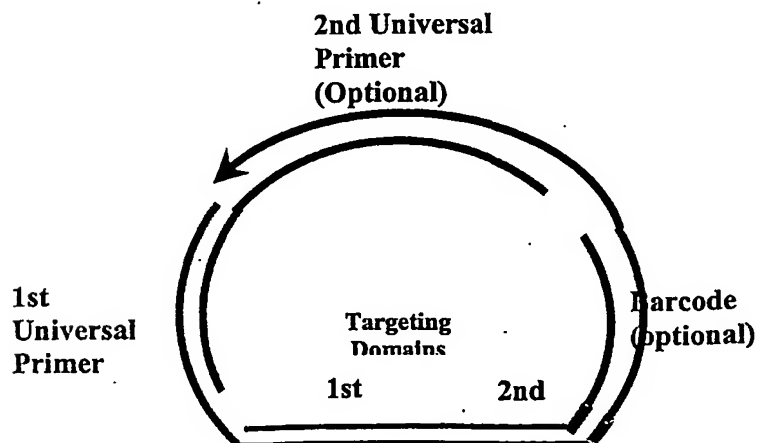 2nd Universal
Primer
(Optional)
1st
Universal
Primer
Targeting
Domains
1st
2nd
Barcode
(optional)